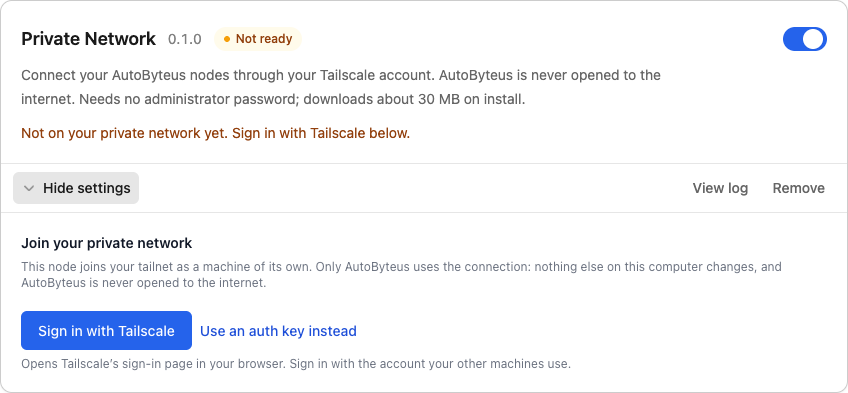 Private Network 0.1.0 Not ready
Connect your AutoByteus nodes through your Tailscale account. AutoByteus is never opened to the
internet. Needs no administrator password; downloads about 30 MB on install.
Not on your private network yet. Sign in with Tailscale below.
Hide settings View log Remove
Join your private network
This node joins your tailnet as a machine of its own. Only AutoByteus uses the connection: nothing else on this computer changes, and
AutoByteus is never opened to the internet.
Sign in with Tailscale Use an auth key instead
Opens Tailscale's sign-in page in your browser. Sign in with the account your other machines use.